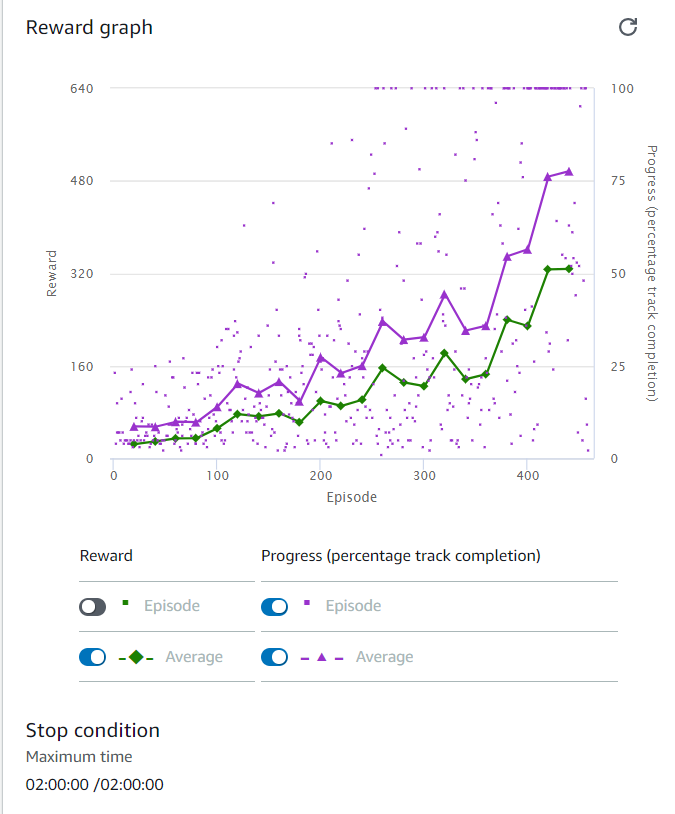 Reward graph
640
480
320
160
0
Reward
100
75
50
25
0
Progress (percentage track completion)
0
100
200
300
400
Episode
Reward
Progress (percentage track completion)
Episode
Episode
Average
Average
Stop condition
Maximum time
02:00:00 /02:00:00